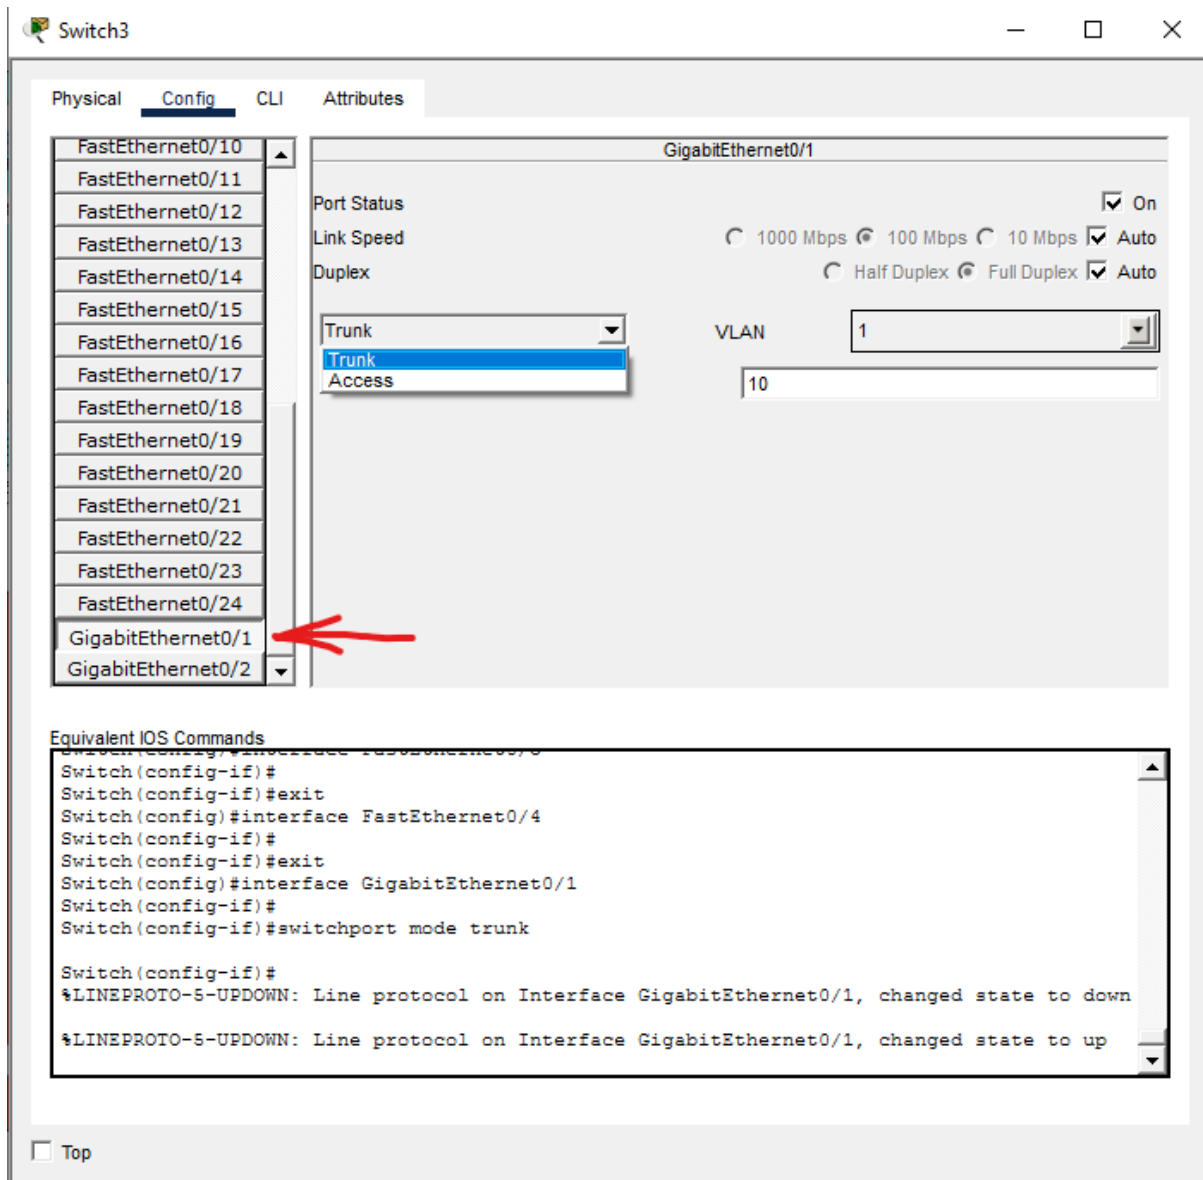 Switch3
Physical Config CLI Attributes
FastEthernet0/10
FastEthernet0/11
FastEthernet0/12
FastEthernet0/13
FastEthernet0/14
FastEthernet0/15
FastEthernet0/16
FastEthernet0/17
FastEthernet0/18
FastEthernet0/19
FastEthernet0/20
FastEthernet0/21
FastEthernet0/22
FastEthernet0/23
FastEthernet0/24
GigabitEthernet0/1
GigabitEthernet0/2
GigabitEthernet0/1
Port Status On
Link Speed 1000 Mbps 100 Mbps 10 Mbps Auto
Duplex Half Duplex Full Duplex Auto
Trunk VLAN 1
Trunk
Access
10
Equivalent IOS Commands
Switch(config-if)#
Switch(config-if)#exit
Switch(config)#interface FastEthernet0/4
Switch(config-if)#
Switch(config-if)#exit
Switch(config)#interface GigabitEthernet0/1
Switch(config-if)#
Switch(config-if)#switchport mode trunk
Switch(config-if)#
%LINEPROTO-5-UPDOWN: Line protocol on Interface GigabitEthernet0/1, changed state to down
%LINEPROTO-5-UPDOWN: Line protocol on Interface GigabitEthernet0/1, changed state to up
Top